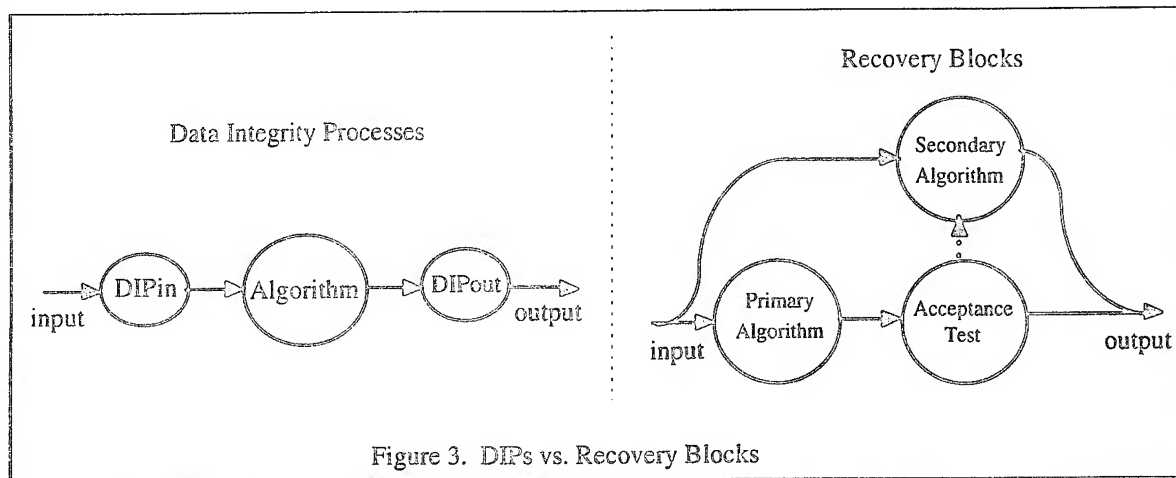 Data Integrity Processes
input
DIPin
Algorithm
DIPout
output
Recovery Blocks
Secondary
Algorithm
Primary
Algorithm
Acceptance
Test
input
output
Figure 3. DIPs vs. Recovery Blocks